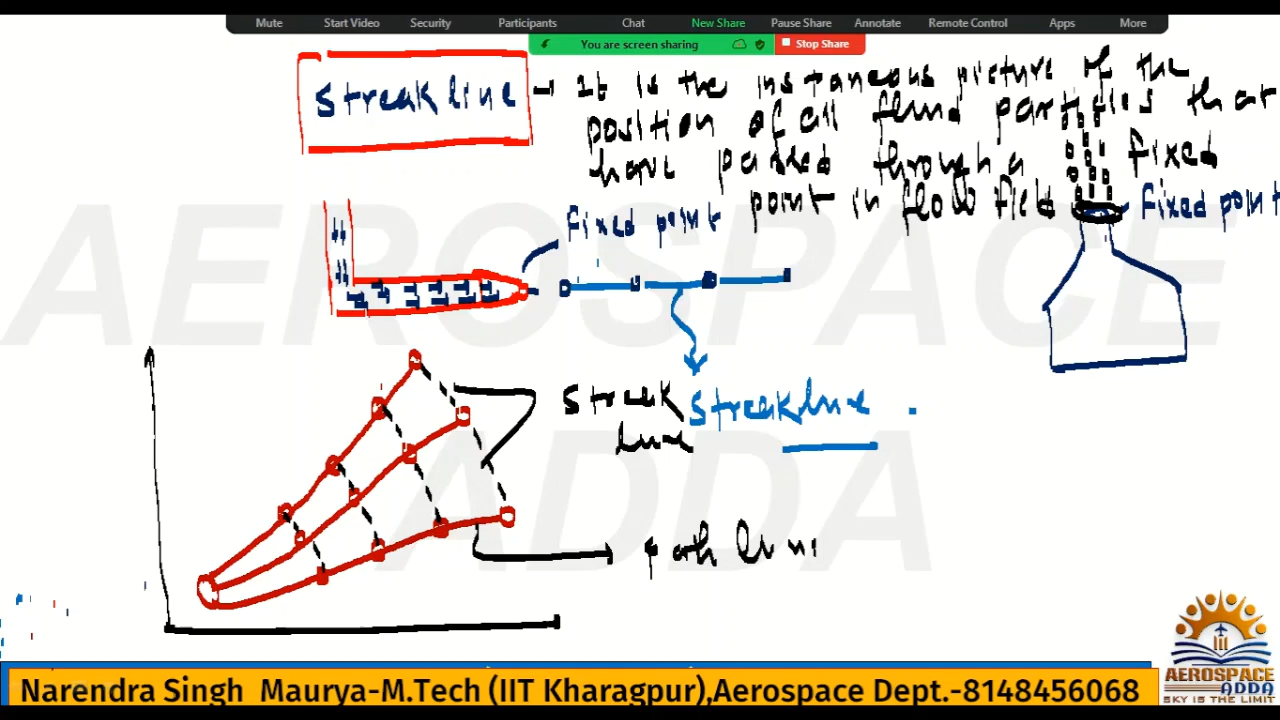 Mute Start Video Security Participants Chat New Share Pause Share Annotate Remote Control Apps More
You are screen sharing Stop Share
Streakline - It is the instaneous picture of the
position of all fluid particles that
have passed through a fixed
point in flow field
fixed point
fixed point
Streak
line
Streakline .
Path line
AEROSPACE
ADDA
Narendra Singh Maurya-M.Tech (IIT Kharagpur),Aerospace Dept.-8148456068
AEROSPACE
ADDA
SKY IS THE LIMIT